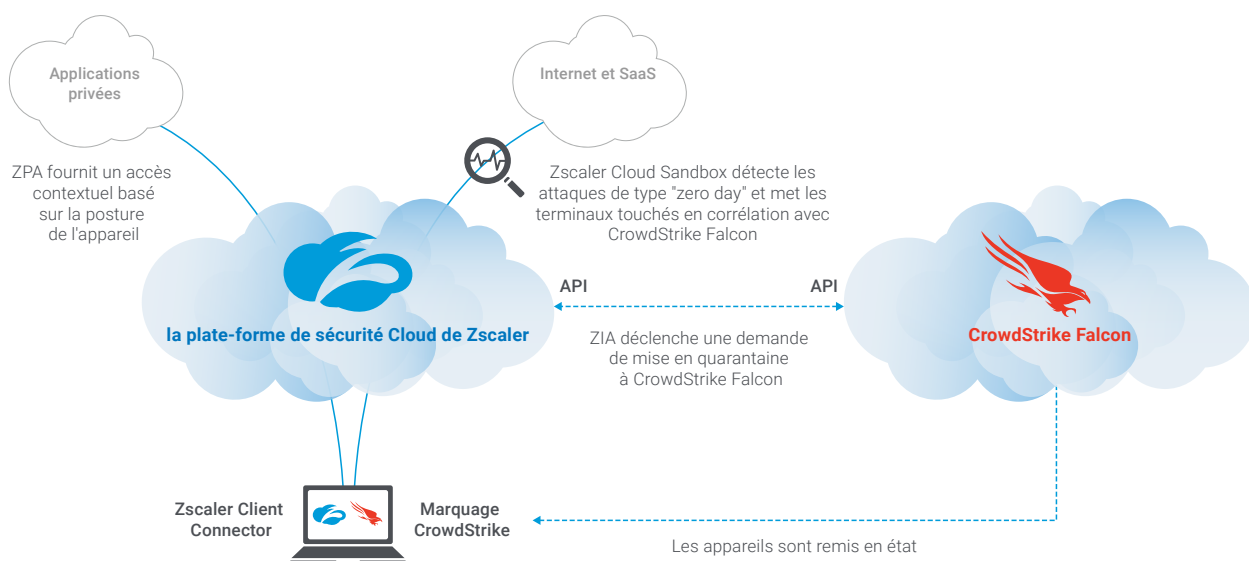 Applications
privées
Internet et SaaS
ZPA fournit un accès
contextuel basé
sur la posture
de l'appareil
Zscaler Cloud Sandbox détecte les
attaques de type "zero day" et met les
terminaux touchés en corrélation avec
CrowdStrike Falcon
API
API
la plate-forme de sécurité Cloud de Zscaler
CrowdStrike Falcon
ZIA déclenche une demande
de mise en quarantaine
à CrowdStrike Falcon
Zscaler Client
Connector
Marquage
CrowdStrike
Les appareils sont remis en état